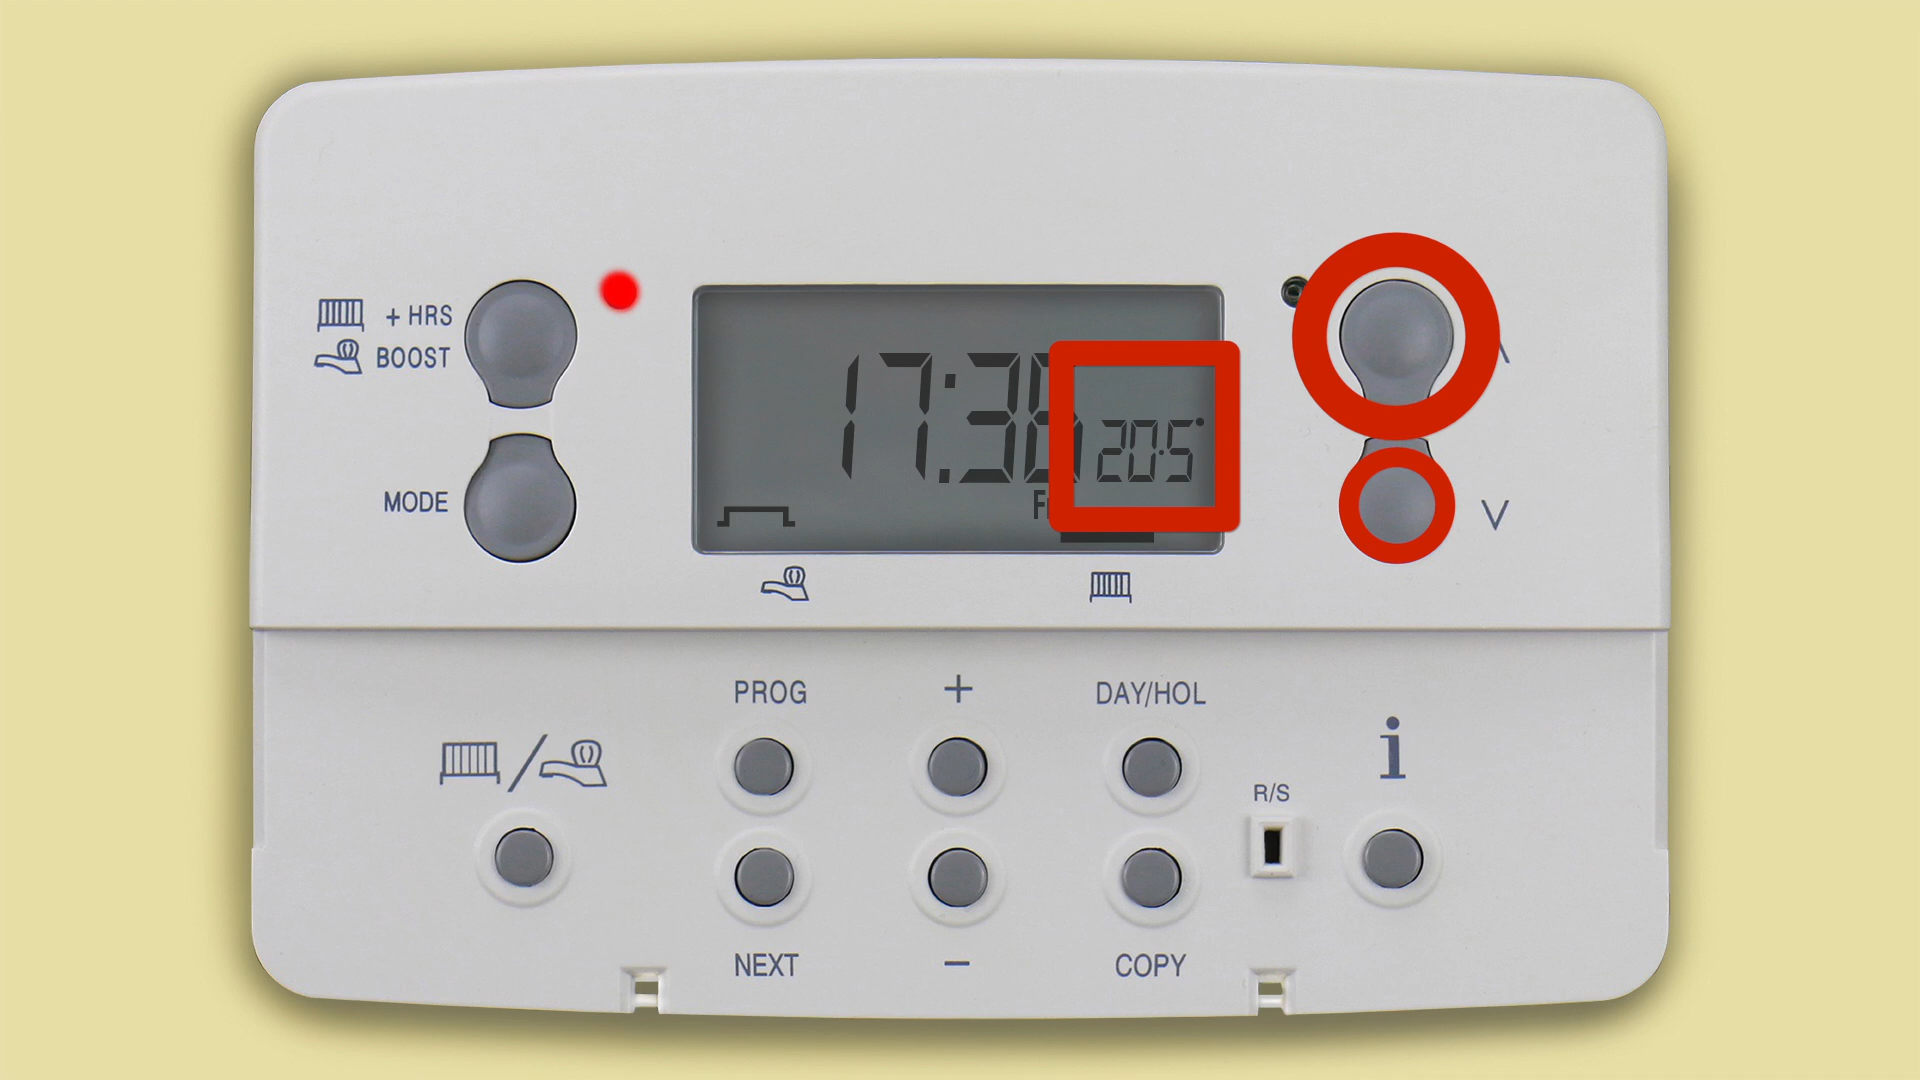 + HRS
BOOST
MODE
17:38
20.5°
∧
∨
PROG
+
DAY/HOL
i
R/S
NEXT
−
COPY